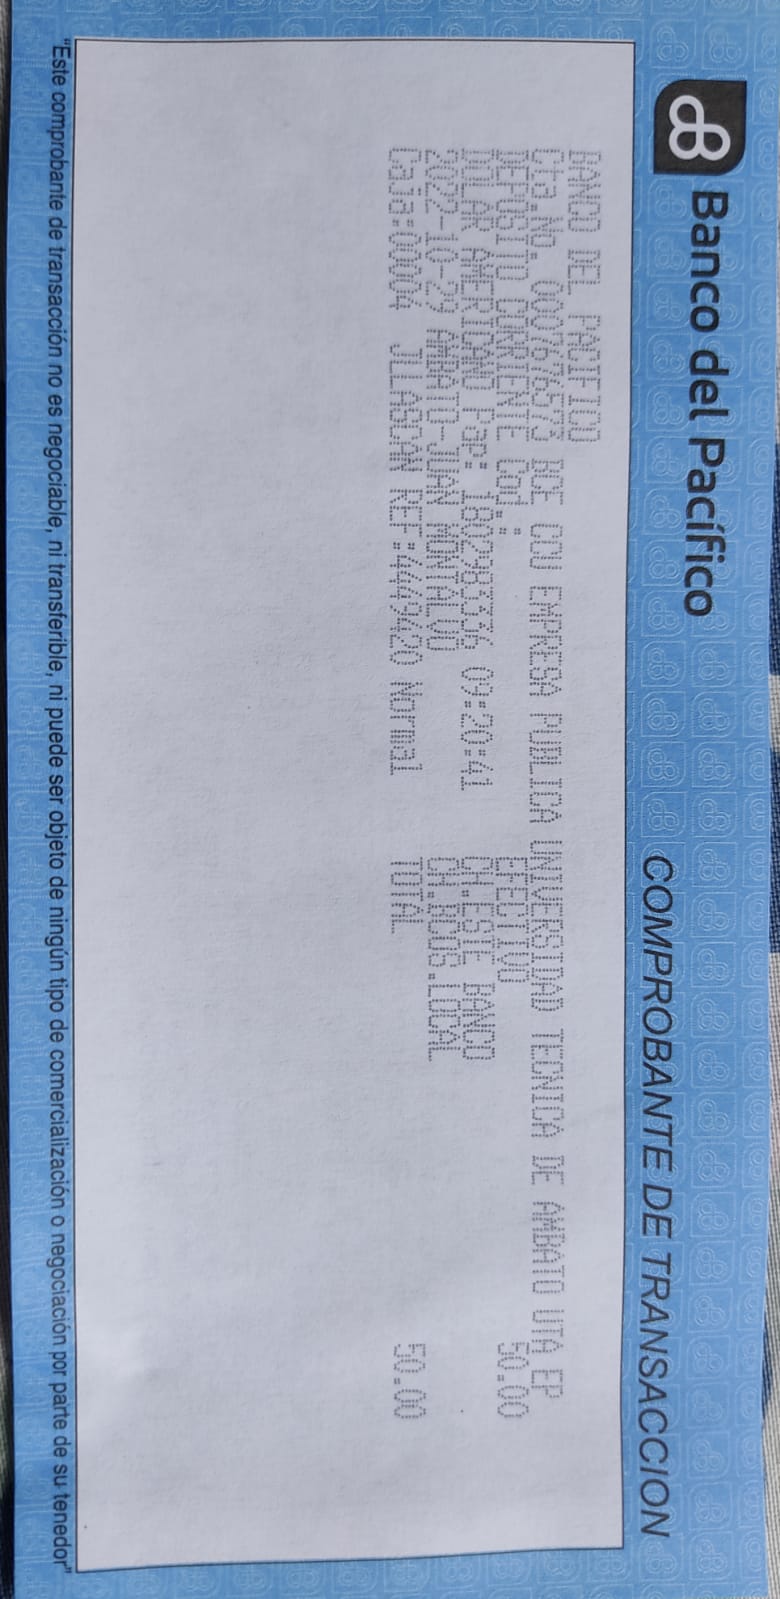 Banco del Pacífico
COMPROBANTE DE TRANSACCION
BANCO DEL PACIFICO
Cta.No. 0007676573 BCE CCU EMPRESA PUBLICA UNIVERSIDAD TECNICA DE AMBATO UTA EP
DEPOSITO CORRIENTE Cod.: EFECTIVO 50.00
DOLAR AMERICANO Pap: 09:20:41 CH.ESTE BANCO
2022-10-29 AMBATO-JUAN MONTALVO CH.BCOS.LOCAL
Caja:00004 REF:4449420 Normal TOTAL 50.00
"Este comprobante de transacción no es negociable, ni transferible, ni puede ser objeto de ningún tipo de comercialización o negociación por parte de su tenedor"